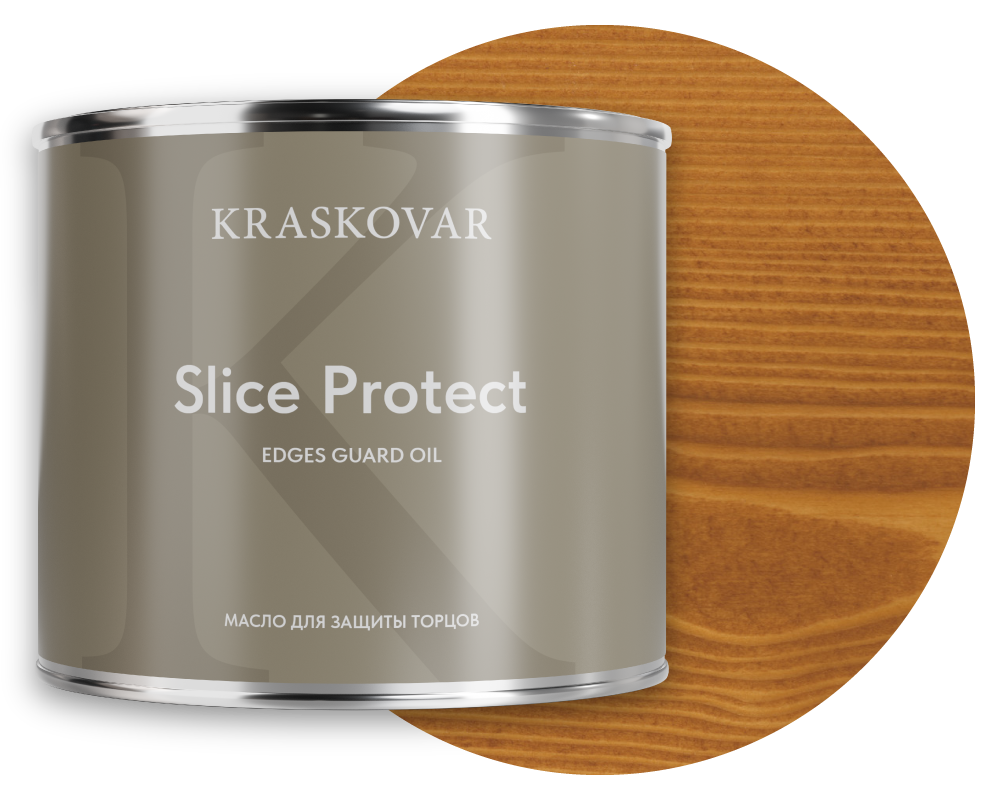 KRASKOVAR
Slice Protect
EDGES GUARD OIL
МАСЛО ДЛЯ ЗАЩИТЫ ТОРЦОВ